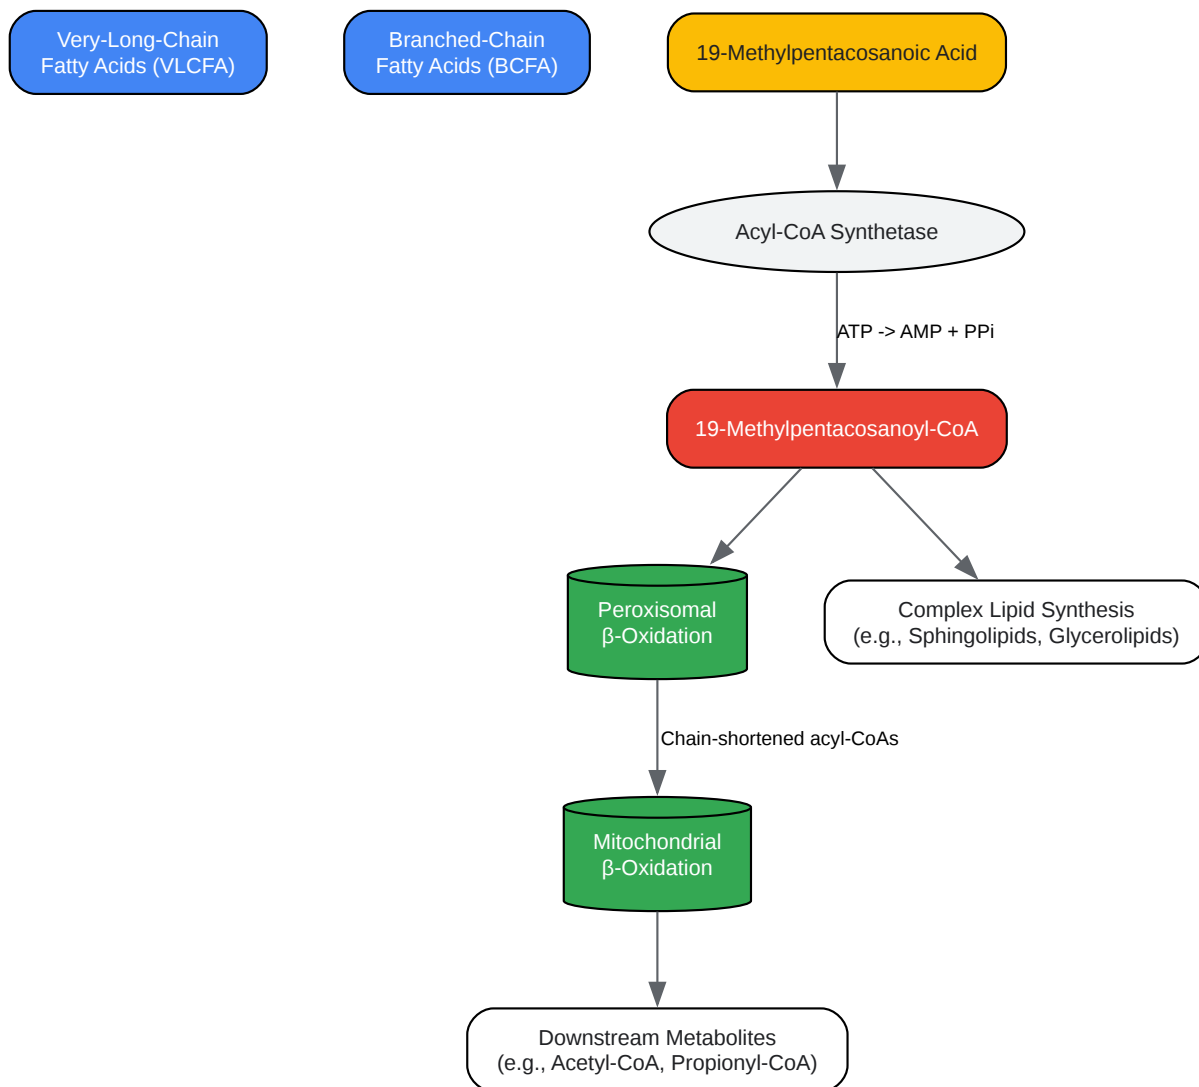 Very-Long-Chain
Fatty Acids (VLCFA)
Branched-Chain
Fatty Acids (BCFA)
19-Methylpentacosanoic Acid
Acyl-CoA Synthetase
ATP -> AMP + PPi
19-Methylpentacosanoyl-CoA
Peroxisomal
β-Oxidation
Complex Lipid Synthesis
(e.g., Sphingolipids, Glycerolipids)
Chain-shortened acyl-CoAs
Mitochondrial
β-Oxidation
Downstream Metabolites
(e.g., Acetyl-CoA, Propionyl-CoA)